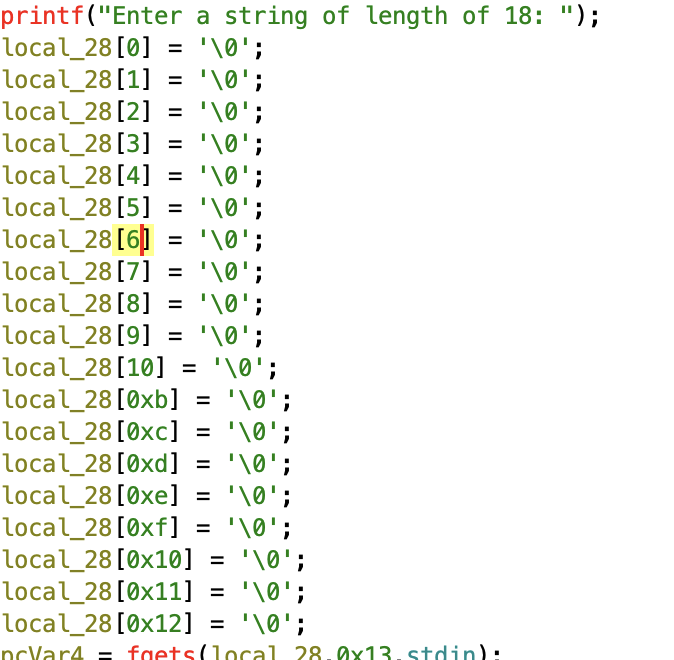 printf("Enter a string of length of 18: ");
local_28[0] = '\0';
local_28[1] = '\0';
local_28[2] = '\0';
local_28[3] = '\0';
local_28[4] = '\0';
local_28[5] = '\0';
local_28[6] = '\0';
local_28[7] = '\0';
local_28[8] = '\0';
local_28[9] = '\0';
local_28[10] = '\0';
local_28[0xb] = '\0';
local_28[0xc] = '\0';
local_28[0xd] = '\0';
local_28[0xe] = '\0';
local_28[0xf] = '\0';
local_28[0x10] = '\0';
local_28[0x11] = '\0';
local_28[0x12] = '\0';
pcVar4 = fgets(local_28,0x13,stdin);